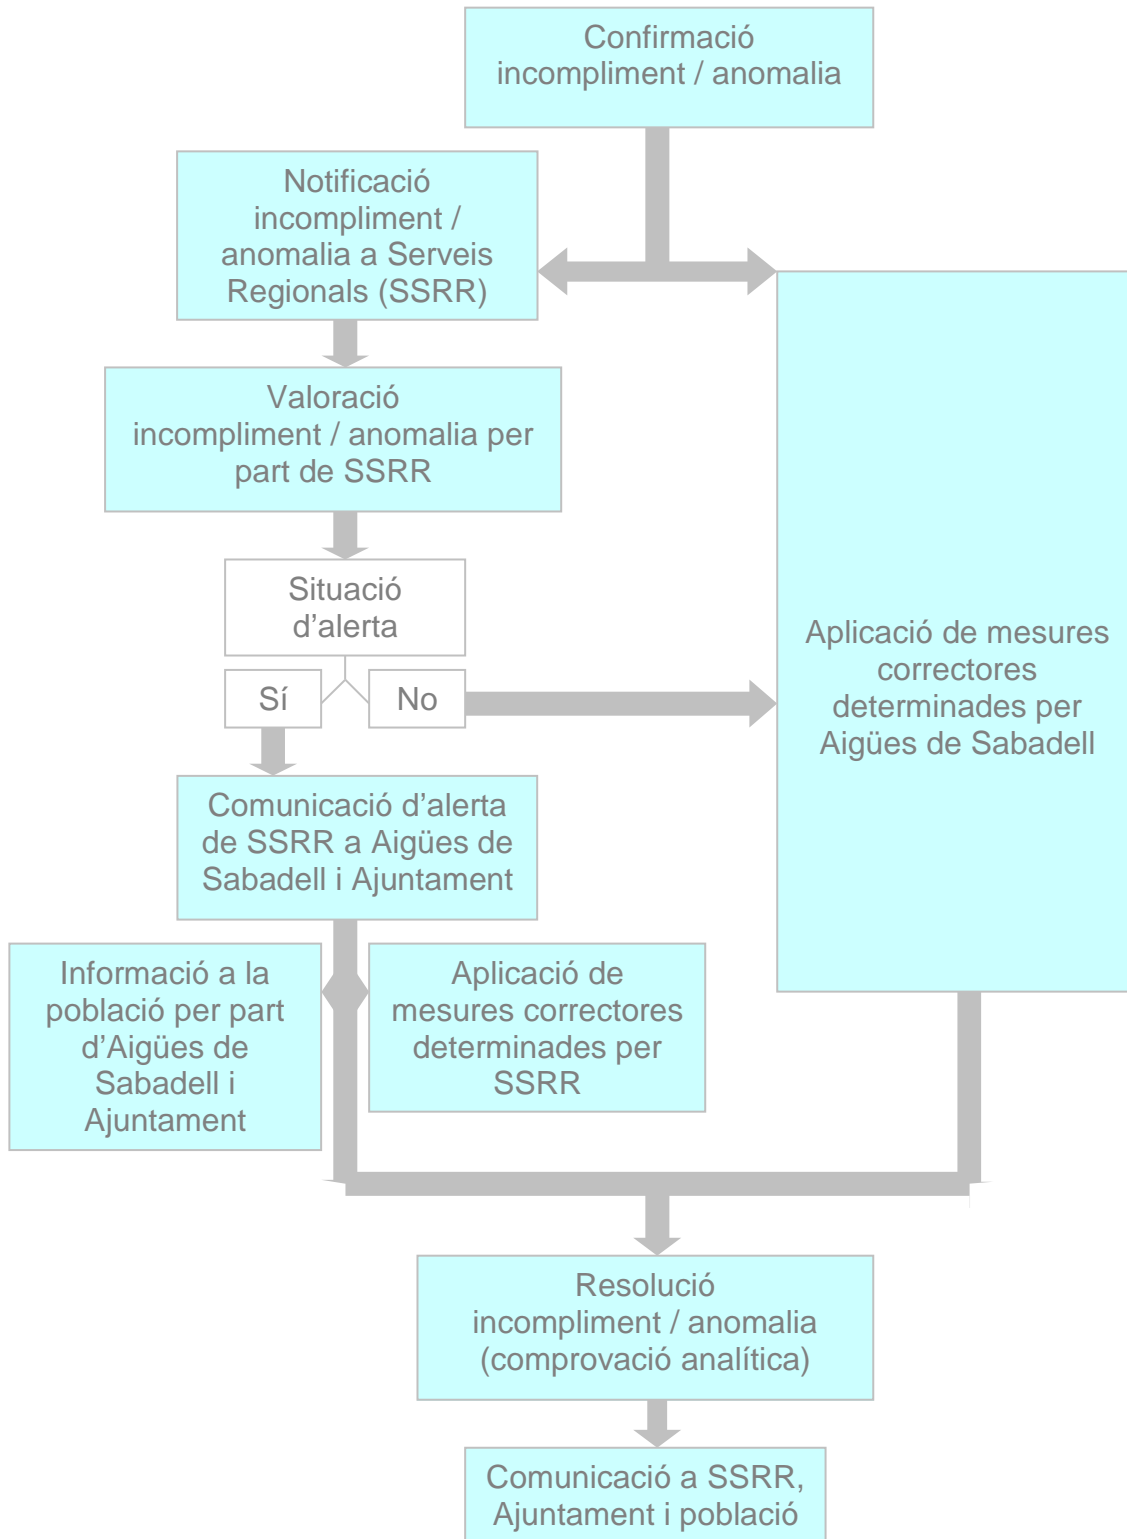 Confirmació
incompliment / anomalia
Notificació
incompliment /
anomalia a Serveis
Regionals (SSRR)
Valoració
incompliment / anomalia per
part de SSRR
Situació
d’alerta
Sí
No
Aplicació de mesures
correctores
determinades per
Aigües de Sabadell
Comunicació d’alerta
de SSRR a Aigües de
Sabadell i Ajuntament
Informació a la
població per part
d’Aigües de
Sabadell i
Ajuntament
Aplicació de
mesures correctores
determinades per
SSRR
Resolució
incompliment / anomalia
(comprovació analítica)
Comunicació a SSRR,
Ajuntament i població